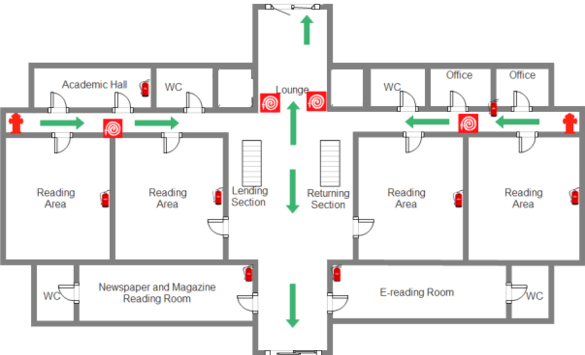 Academic Hall
WC
Lounge
WC
Office
Office
Reading
Area
Reading
Area
Lending
Section
Returning
Section
Reading
Area
Reading
Area
WC
Newspaper and Magazine
Reading Room
E-reading Room
WC